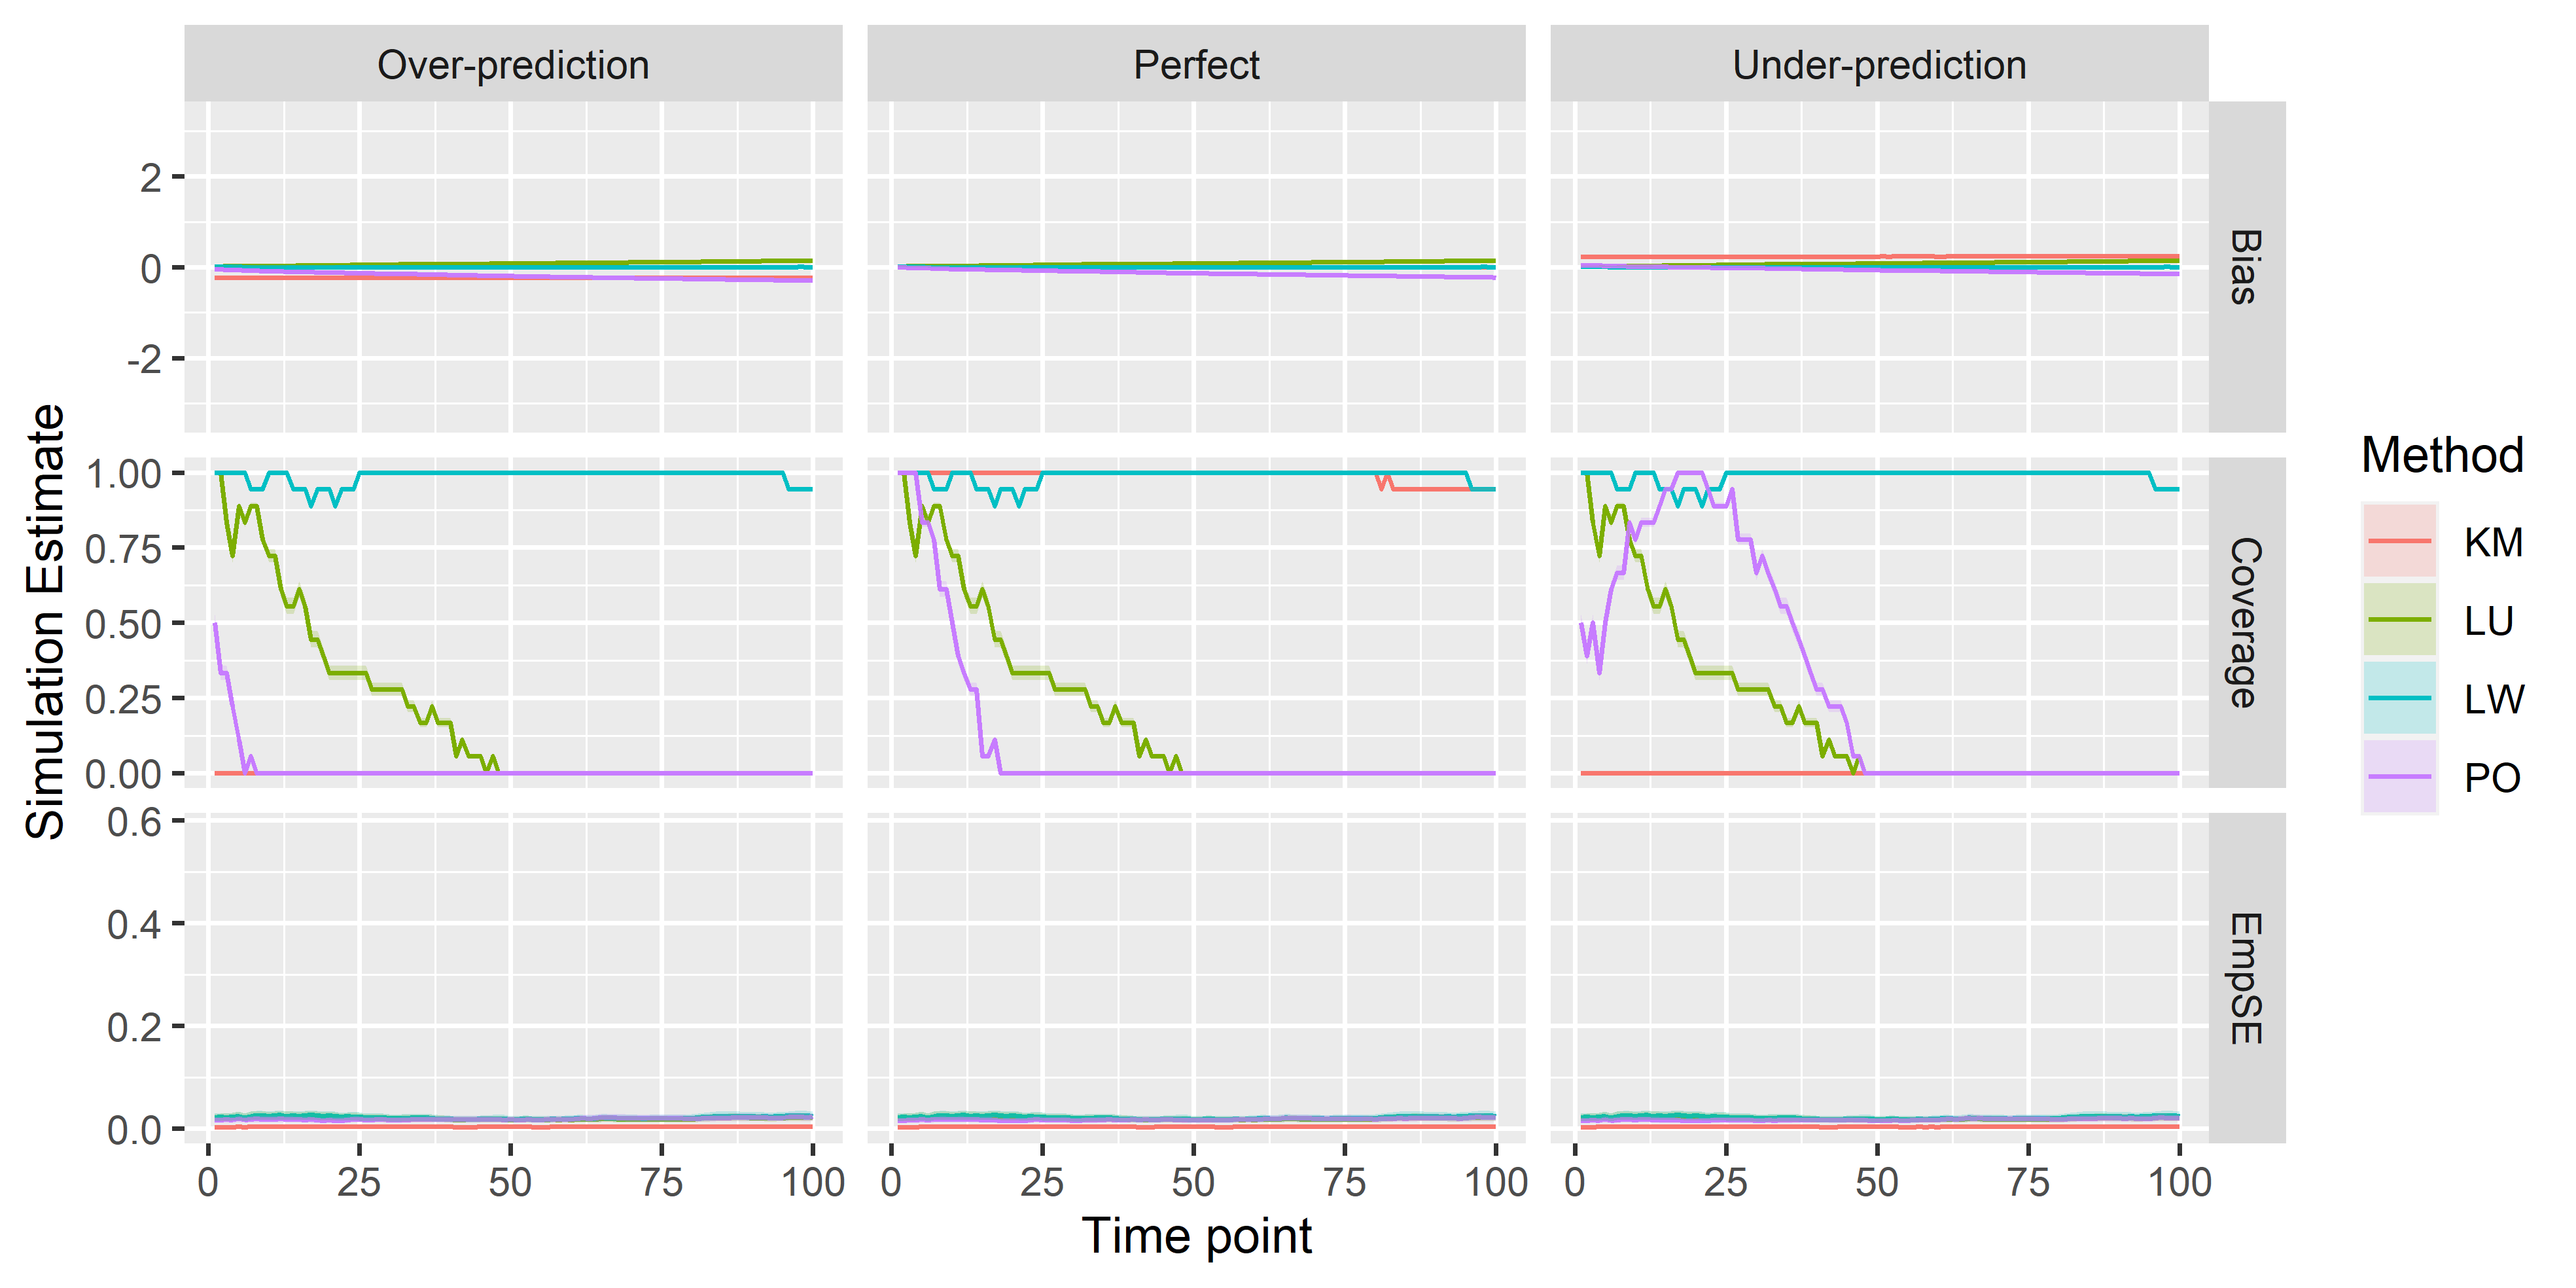 Over-prediction
Perfect
Under-prediction
2
0
-2
Bias
1.00
0.75
0.50
0.25
0.00
Coverage
0.6
0.4
0.2
0.0
EmpSE
0 25 50 75 100
0 25 50 75 100
0 25 50 75 100
Time point
Simulation Estimate
Method
KM
LU
LW
PO